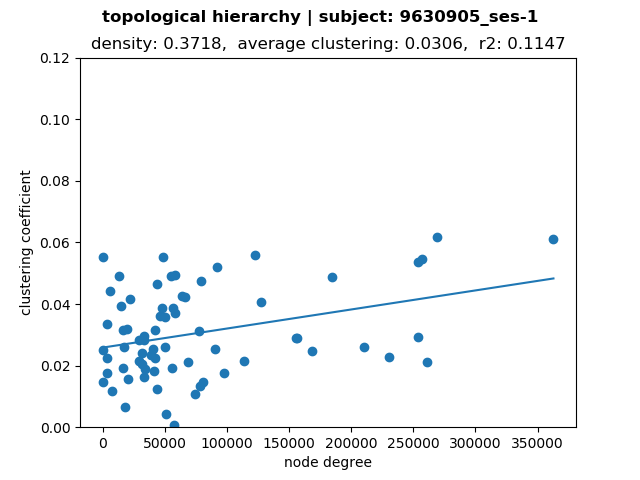 topological hierarchy | subject: 9630905_ses-1
density: 0.3718,  average clustering: 0.0306,  r2: 0.1147
0.12
0.10
0.08
0.06
0.04
0.02
0.00
clustering coefficient
0 50000 100000 150000 200000 250000 300000 350000
node degree